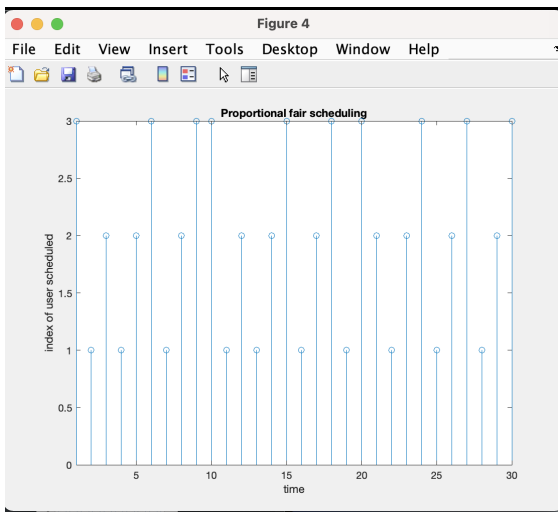 Figure 4
File Edit View Insert Tools Desktop Window Help
Proportional fair scheduling
3
2.5
2
1.5
1
0.5
0
index of user scheduled
5 10 15 20 25 30
time